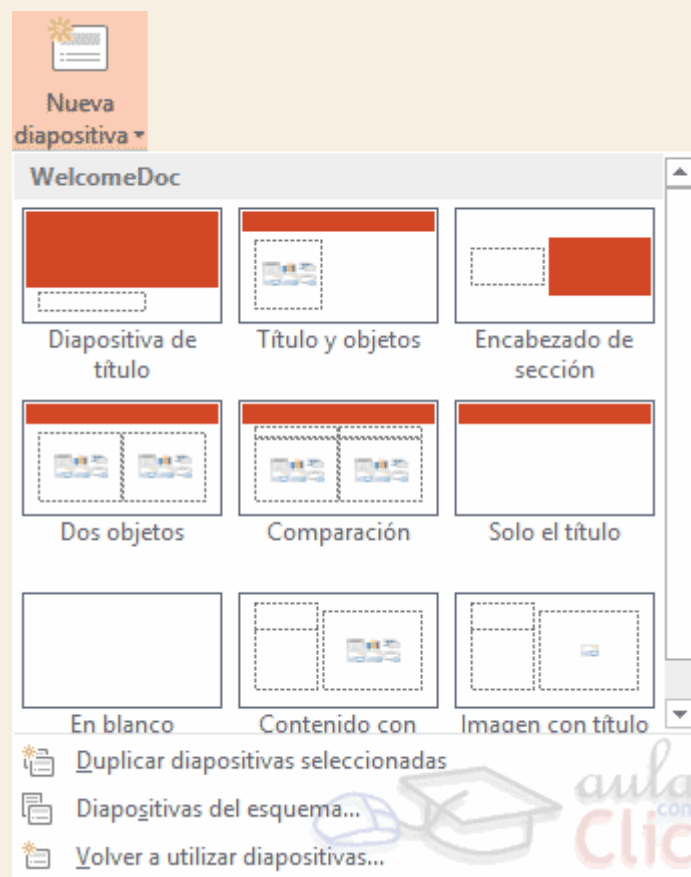 Nueva
diapositiva
WelcomeDoc
Diapositiva de
título
Título y objetos
Encabezado de
sección
Dos objetos
Comparación
Solo el título
En blanco
Contenido con
Imagen con título
Duplicar diapositivas seleccionadas
Diapositivas del esquema...
Volver a utilizar diapositivas...
aula
Clic
com